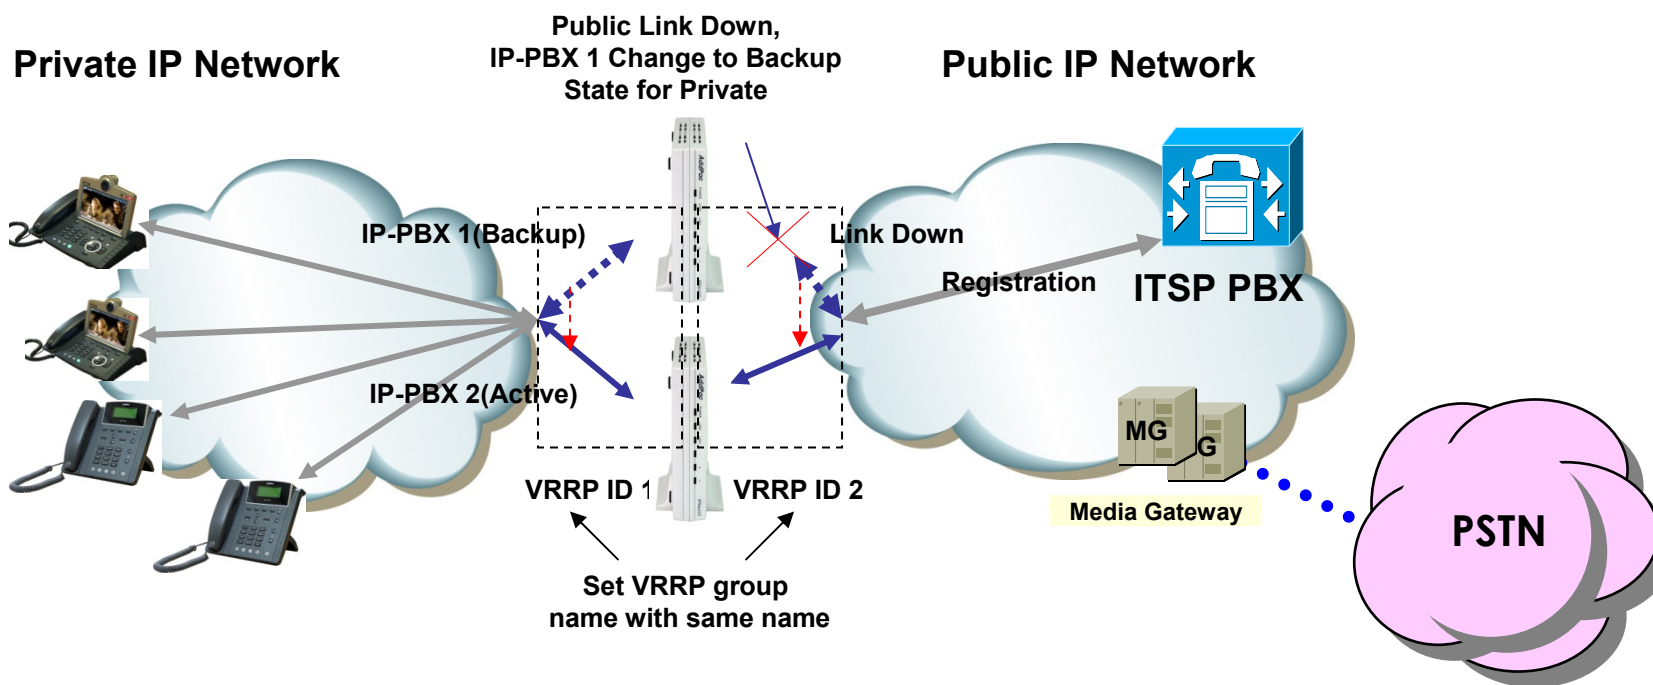 Public Link Down,
IP-PBX 1 Change to Backup
State for Private
Private IP Network
Public IP Network
AddPac
IP-PBX 1(Backup)
Link Down
Registration
ITSP PBX
IP-PBX 2(Active)
AddPac
MG
G
Media Gateway
PSTN
VRRP ID 1
VRRP ID 2
Set VRRP group
name with same name